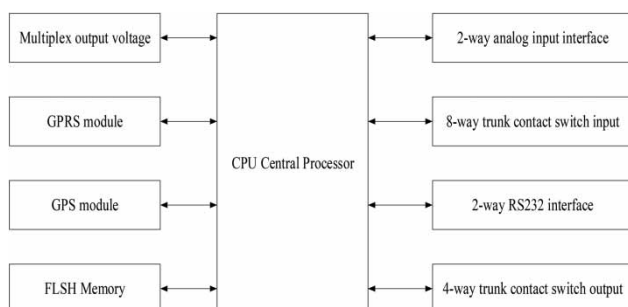 Multiplex output voltage
2-way analog input interface
GPRS module
8-way trunk contact switch input
CPU Central Processor
GPS module
2-way RS232 interface
FLSH Memory
4-way trunk contact switch output